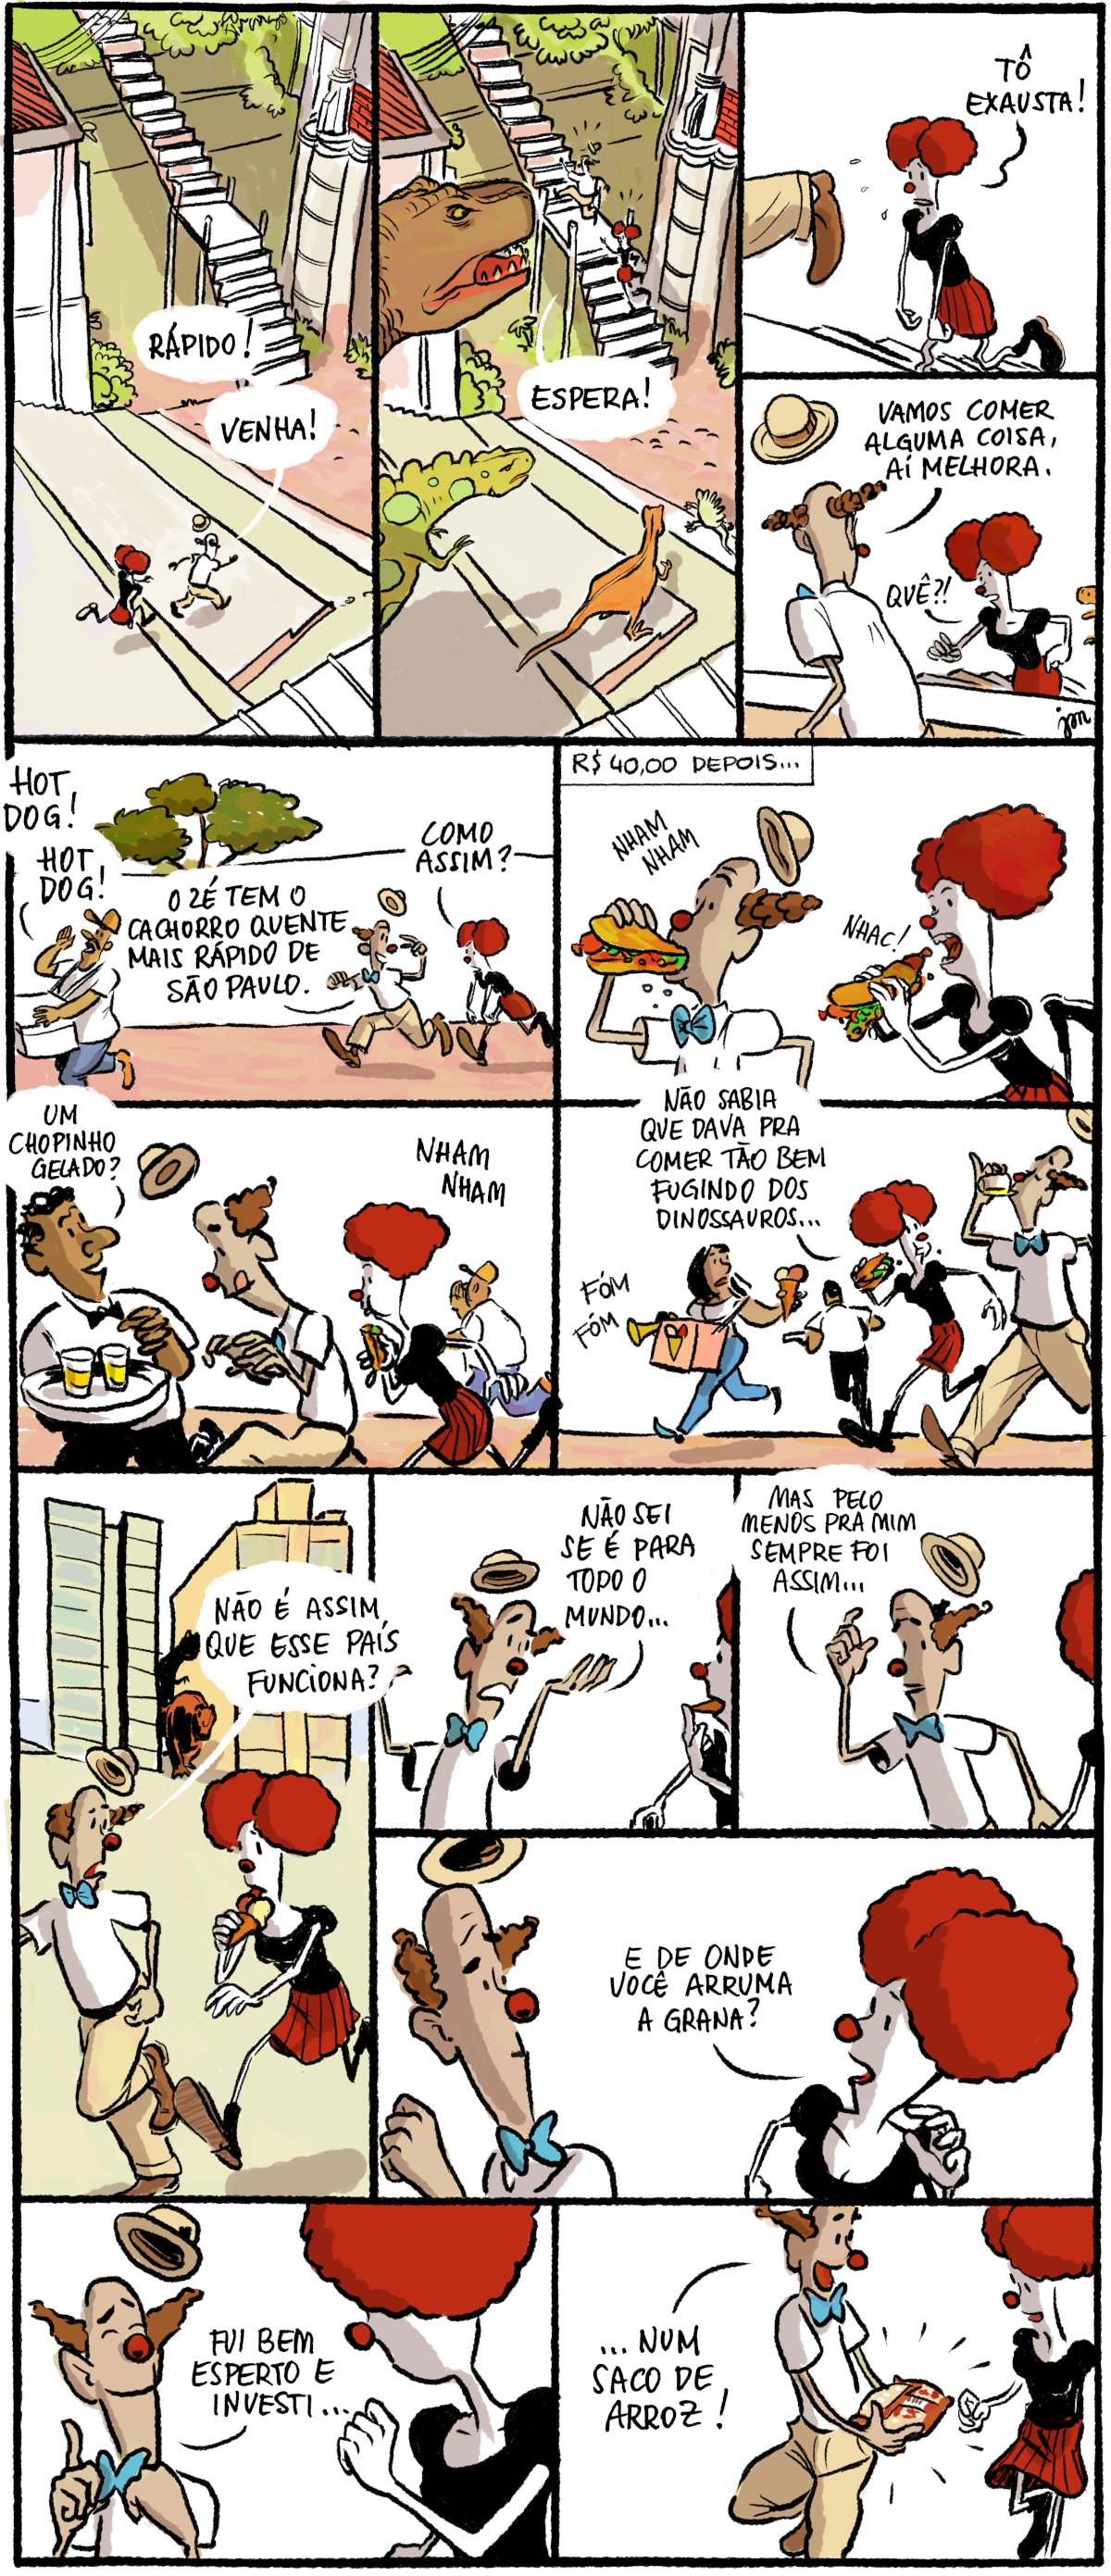 RÁPIDO!
VENHA!
ESPERA!
TÔ
EXAUSTA!
VAMOS COMER
ALGUMA COISA,
AÍ MELHORA.
QUÊ?!
jpm
HOT
DOG!
HOT
DOG!
O ZÉ TEM O
CACHORRO QUENTE
MAIS RÁPIDO DE
SÃO PAULO.
COMO
ASSIM?
R$ 40,00 DEPOIS...
NHAM
NHAM
NHAC!
UM
CHOPINHO
GELADO?
NHAM
NHAM
NÃO SABIA
QUE DAVA PRA
COMER TÃO BEM
FUGINDO DOS
DINOSSAUROS...
FÓM
FÓM
NÃO É ASSIM
QUE ESSE PAÍS
FUNCIONA?
NÃO SEI
SE É PARA
TODO O
MUNDO...
MAS PELO
MENOS PRA MIM
SEMPRE FOI
ASSIM...
E DE ONDE
VOCÊ ARRUMA
A GRANA?
FUI BEM
ESPERTO E
INVESTI...
...NUM
SACO DE
ARROZ!